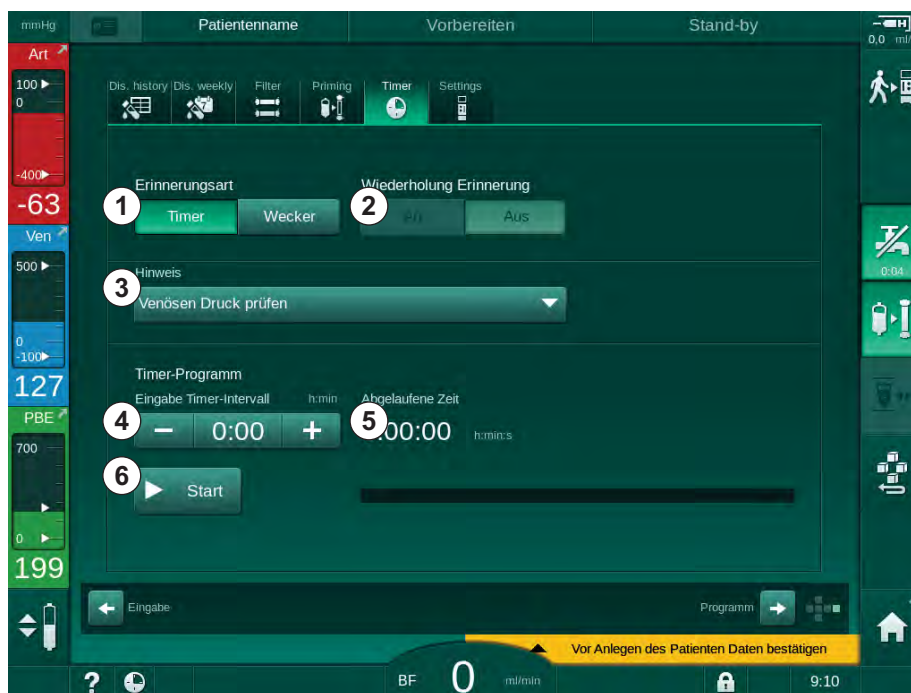 mmHg
Patientenname
Vorbereiten
Stand-by
0,0 ml/
Art
100
0
-400
-63
Ven
500
0
-100
127
PBE
700
0
199
Dis. history
Dis. weekly
Filter
Priming
Timer
Settings
Erinnerungsart
Wiederholung Erinnerung
1
Timer
Wecker
2
An
Aus
Hinweis
3
Venösen Druck prüfen
Timer-Programm
Eingabe Timer-Intervall
h:min
Abgelaufene Zeit
4
− 0:00 +
5
:00:00
h:min:s
6
Start
0:04
Eingabe
Programm
Vor Anlegen des Patienten Daten bestätigen
?
BF
0
ml/min
9:10